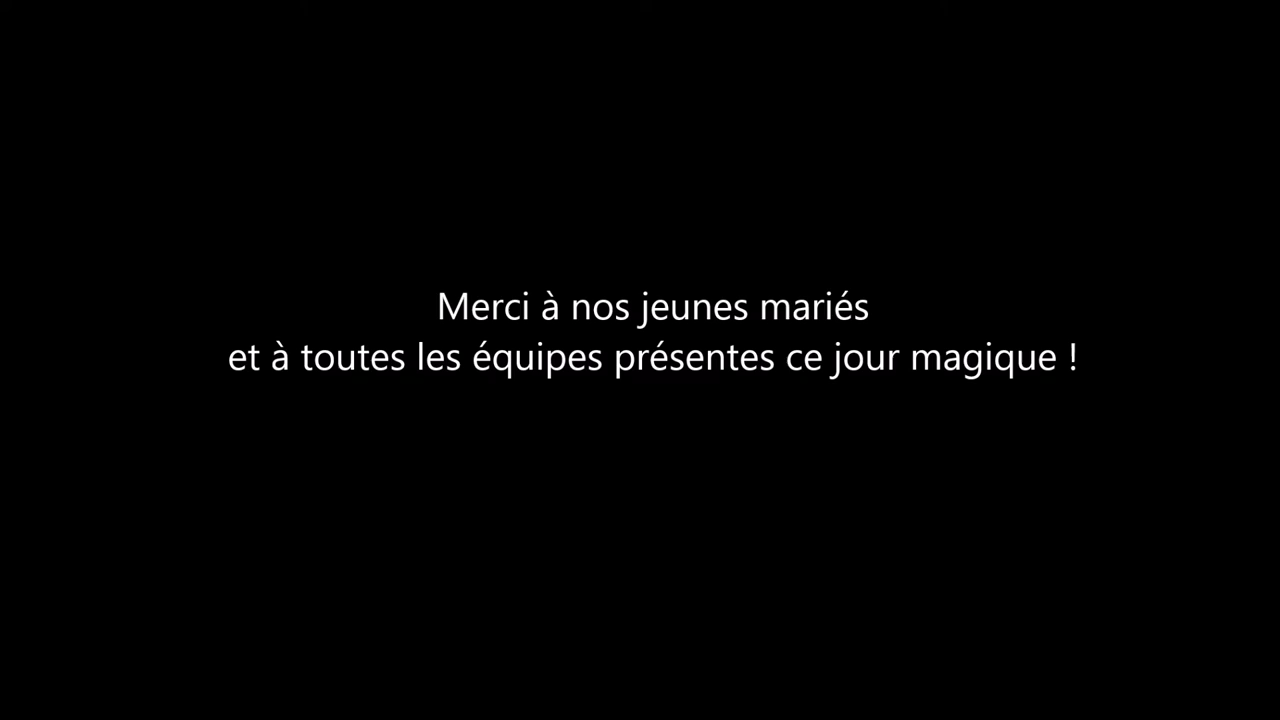 Merci à nos jeunes mariés
et à toutes les équipes présentes ce jour magique !